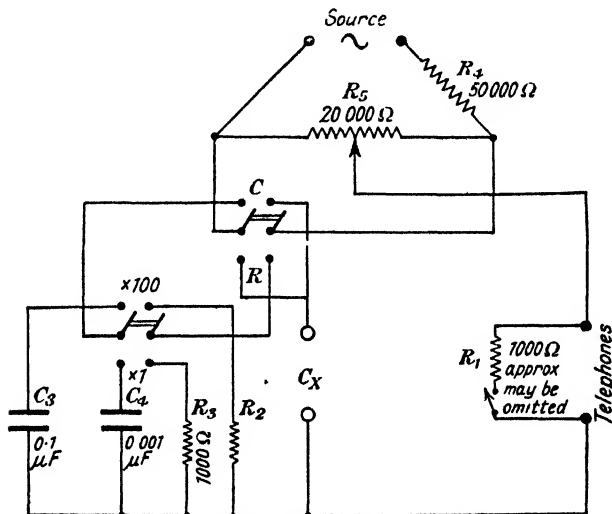 Source
~
R4
50 000 Ω
R5
20 000 Ω
C
R
×100
×1
C3
0·1
μF
C4
0 001
μF
R3
1000 Ω
R2
CX
R1
1000 Ω
approx
may be
omitted
Telephones